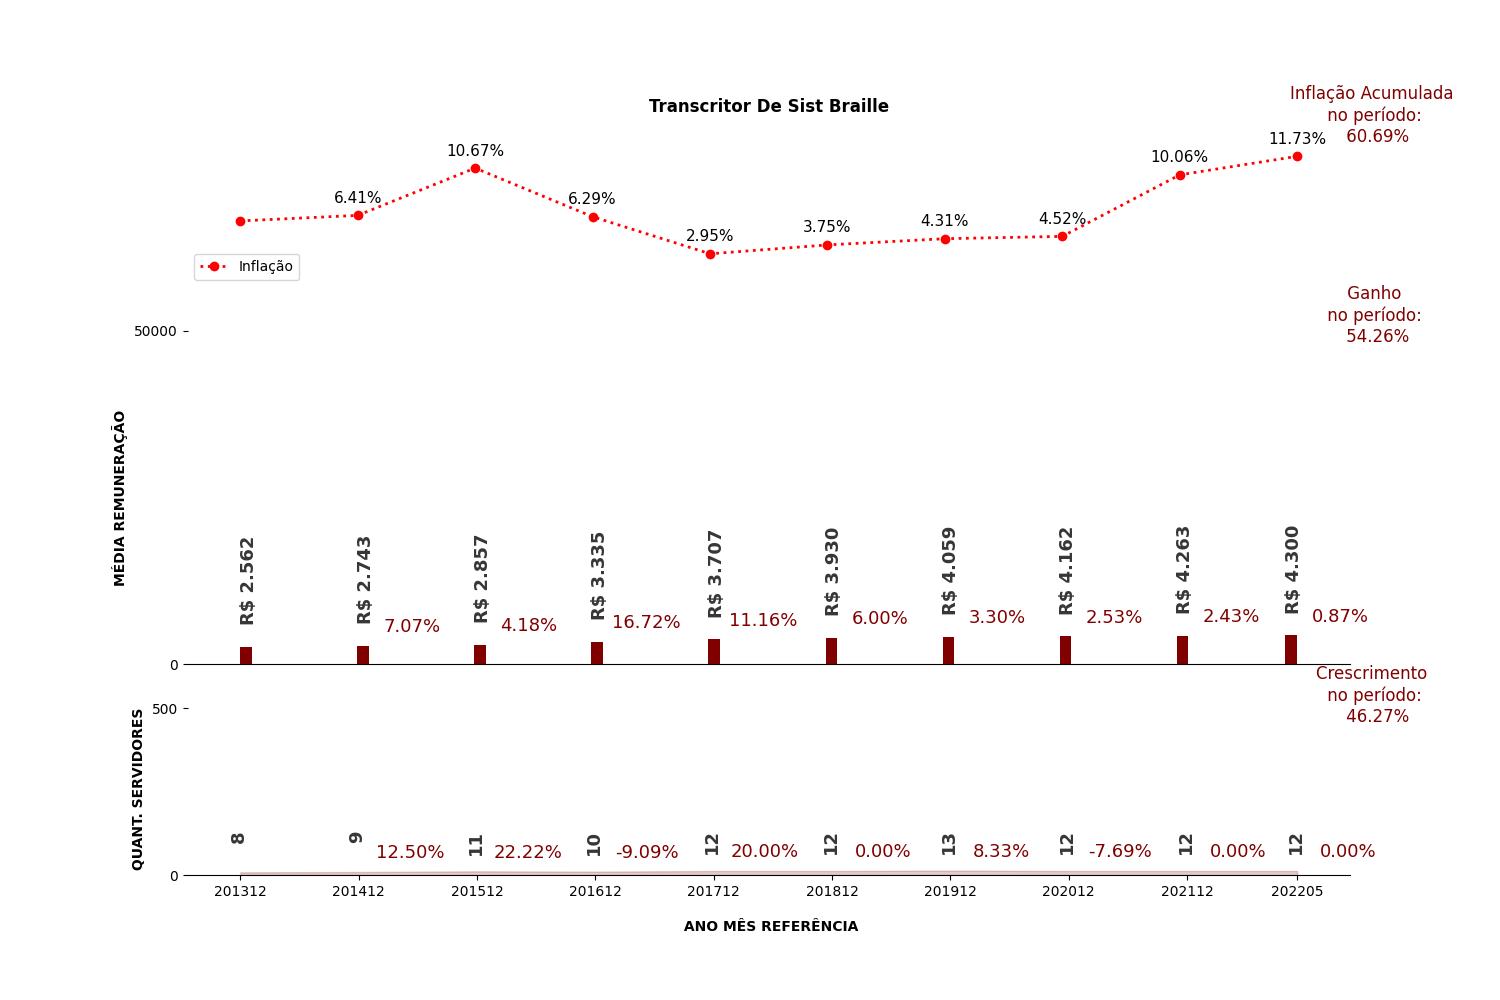 Transcritor De Sist Braille
Inflação Acumulada
no período:
60.69%
6.41%
10.67%
6.29%
2.95%
3.75%
4.31%
4.52%
10.06%
11.73%
Inflação
Ganho
no período:
54.26%
50000
0
MÉDIA REMUNERAÇÃO
R$ 2.562
R$ 2.743
R$ 2.857
R$ 3.335
R$ 3.707
R$ 3.930
R$ 4.059
R$ 4.162
R$ 4.263
R$ 4.300
7.07%
4.18%
16.72%
11.16%
6.00%
3.30%
2.53%
2.43%
0.87%
Crescimento
no período:
46.27%
500
0
QUANT. SERVIDORES
8
9
11
10
12
12
13
12
12
12
12.50%
22.22%
-9.09%
20.00%
0.00%
8.33%
-7.69%
0.00%
0.00%
201312
201412
201512
201612
201712
201812
201912
202012
202112
202205
ANO MÊS REFERÊNCIA